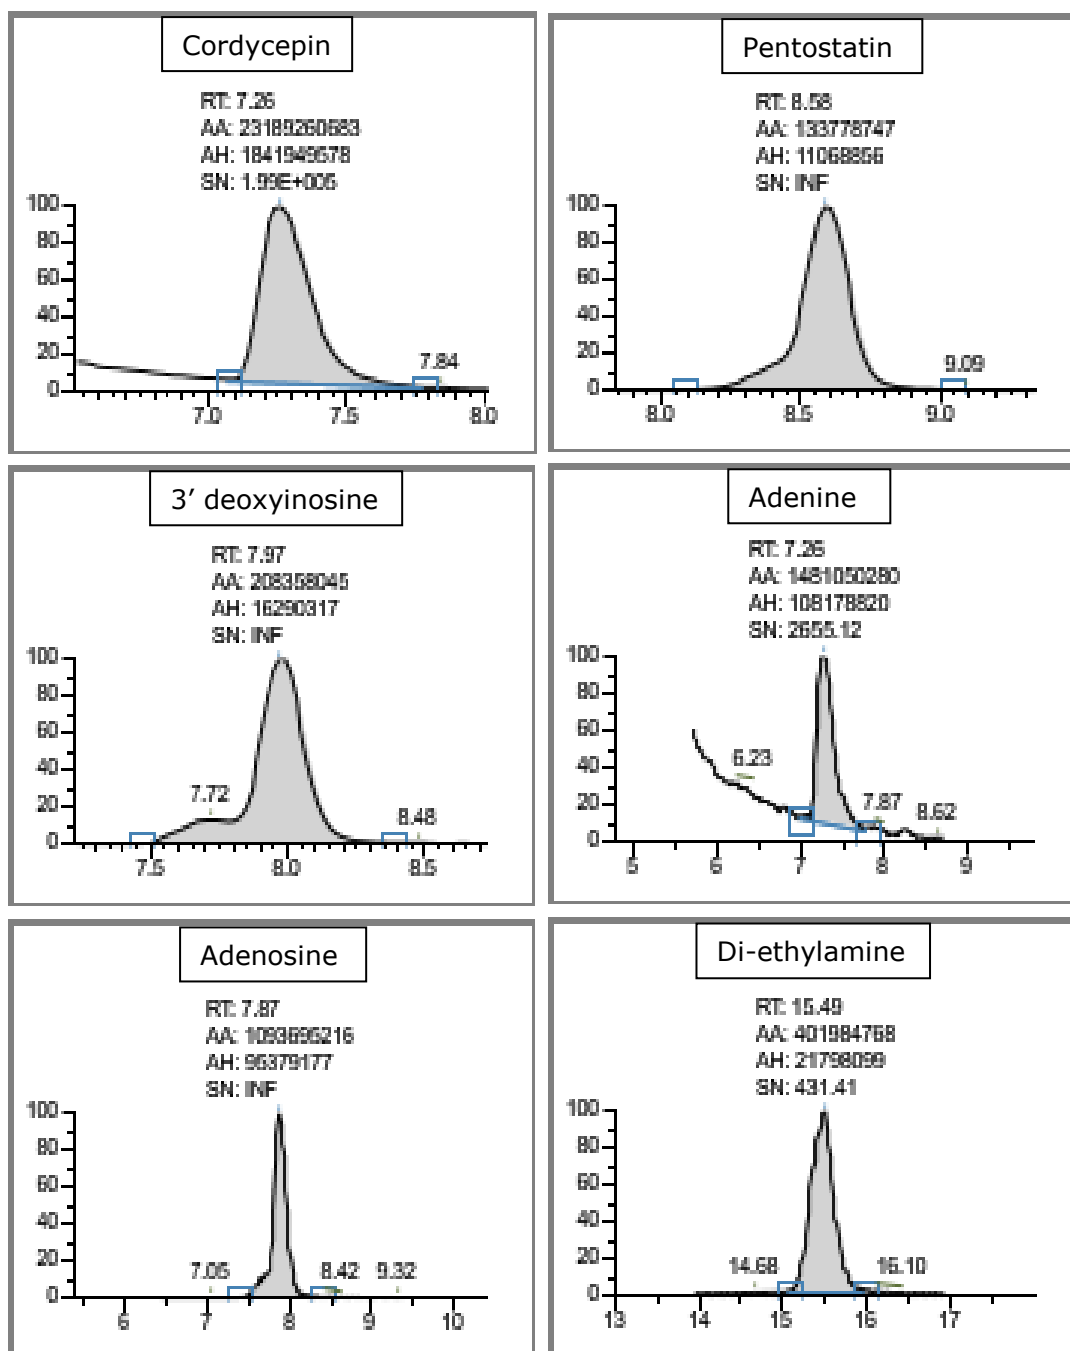 Cordycepin
RT: 7.26
AA: 23189260683
AH: 1841949578
SN: 1.99E+005
100
80
60
40
20
0
7.84
7.0 7.5 8.0
Pentostatin
RT: 8.58
AA: 133778747
AH: 11068856
SN: INF
100
80
60
40
20
0
9.09
8.0 8.5 9.0
3’ deoxyinosine
RT: 7.97
AA: 208358045
AH: 16290317
SN: INF
100
80
60
40
20
0
7.72
8.48
7.5 8.0 8.5
Adenine
RT: 7.26
AA: 1481050280
AH: 108178820
SN: 2655.12
100
80
60
40
20
0
6.23
7.87
8.62
5 6 7 8 9
Adenosine
RT: 7.87
AA: 1093695216
AH: 95379177
SN: INF
100
80
60
40
20
0
7.05 8.42 9.32
6 7 8 9 10
Di-ethylamine
RT: 15.49
AA: 401984768
AH: 21798099
SN: 431.41
100
80
60
40
20
0
14.68 16.10
13 14 15 16 17